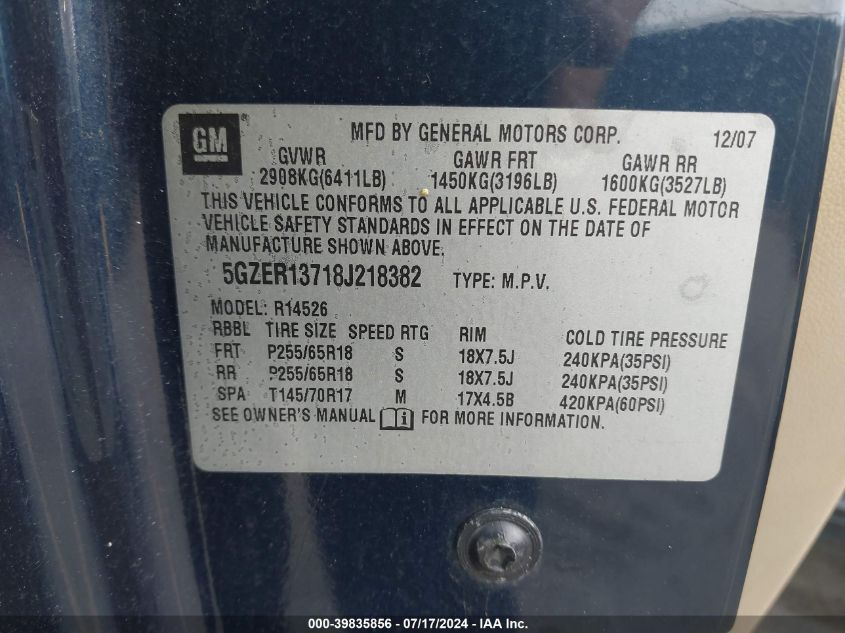 GM MFD BY GENERAL MOTORS CORP. 12/07
GVWR GAWR FRT GAWR RR
2908KG(6411LB) 1450KG(3196LB) 1600KG(3527LB)
THIS VEHICLE CONFORMS TO ALL APPLICABLE U.S. FEDERAL MOTOR
VEHICLE SAFETY STANDARDS IN EFFECT ON THE DATE OF
MANUFACTURE SHOWN ABOVE.
5GZER13718J218382 TYPE: M.P.V.
MODEL: R14526
RBBL TIRE SIZE SPEED RTG RIM COLD TIRE PRESSURE
FRT P255/65R18 S 18X7.5J 240KPA(35PSI)
RR P255/65R18 S 18X7.5J 240KPA(35PSI)
SPA T145/70R17 M 17X4.5B 420KPA(60PSI)
SEE OWNER'S MANUAL i FOR MORE INFORMATION.
000-39835856 - 07/17/2024 - IAA Inc.